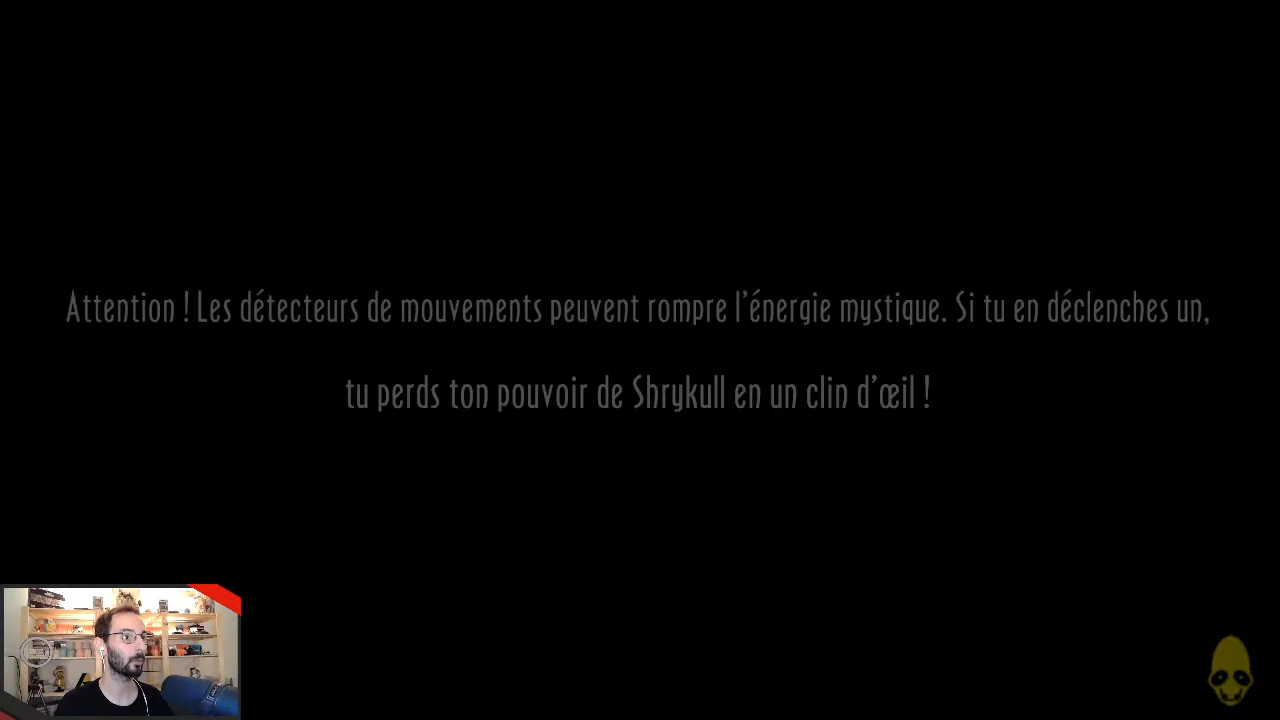 Attention ! Les détecteurs de mouvements peuvent rompre l'énergie mystique. Si tu en déclenches un,
tu perds ton pouvoir de Shrykull en un clin d'œil !